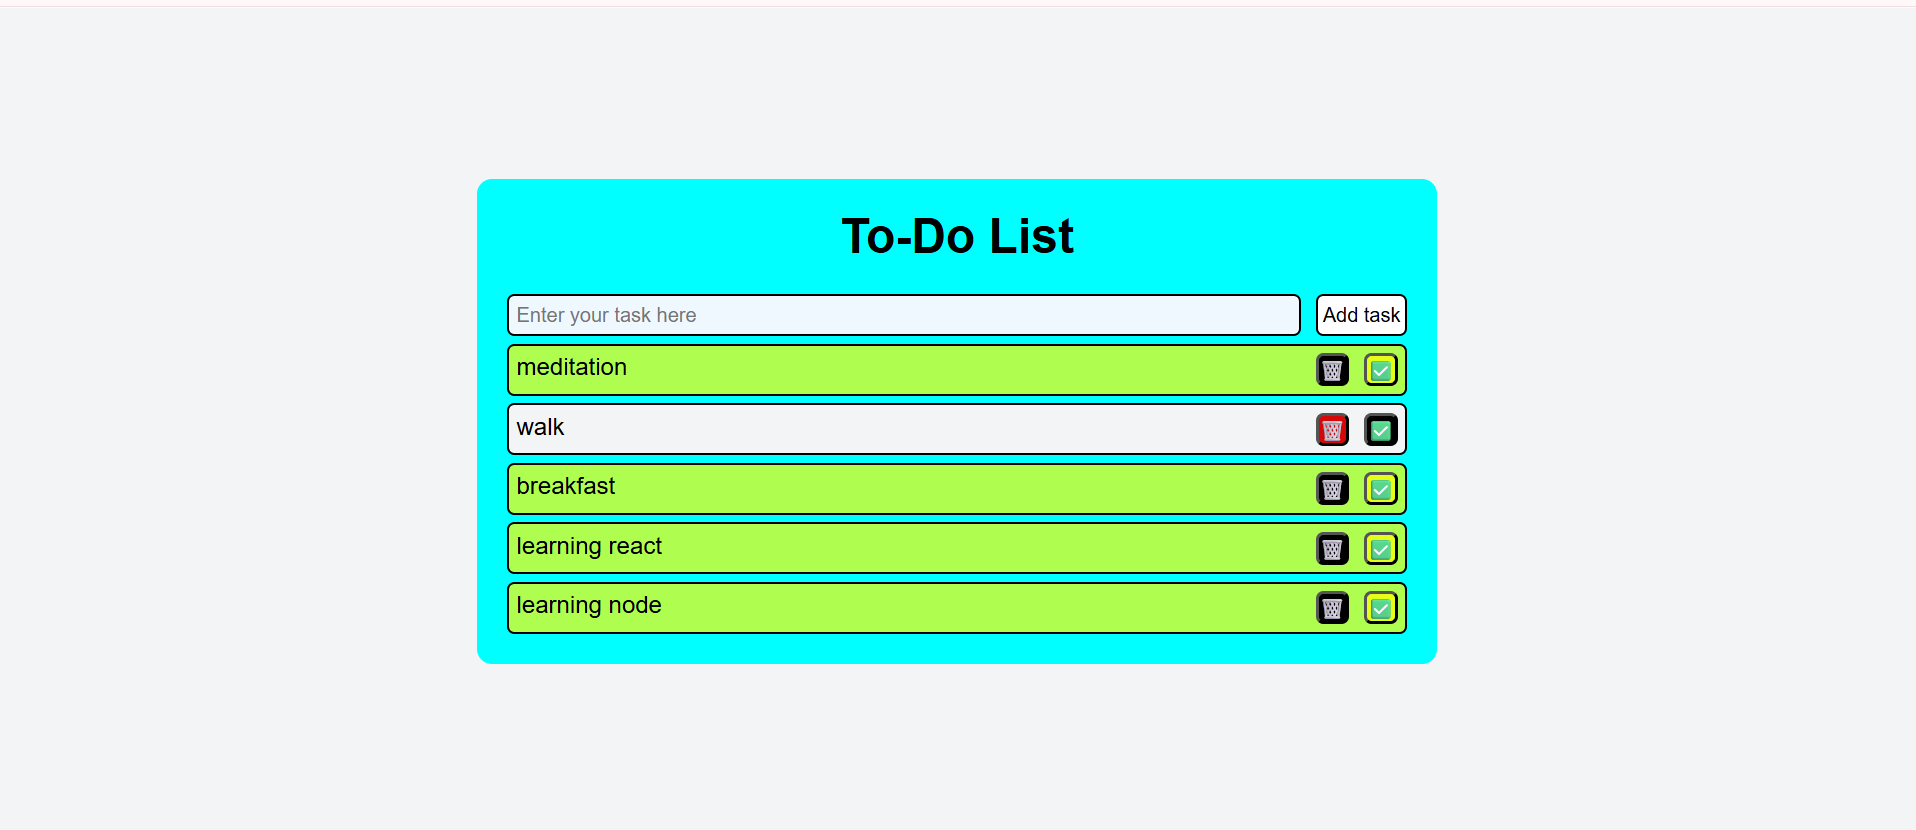 To-Do List
Enter your task here
Add task
meditation
walk
breakfast
learning react
learning node